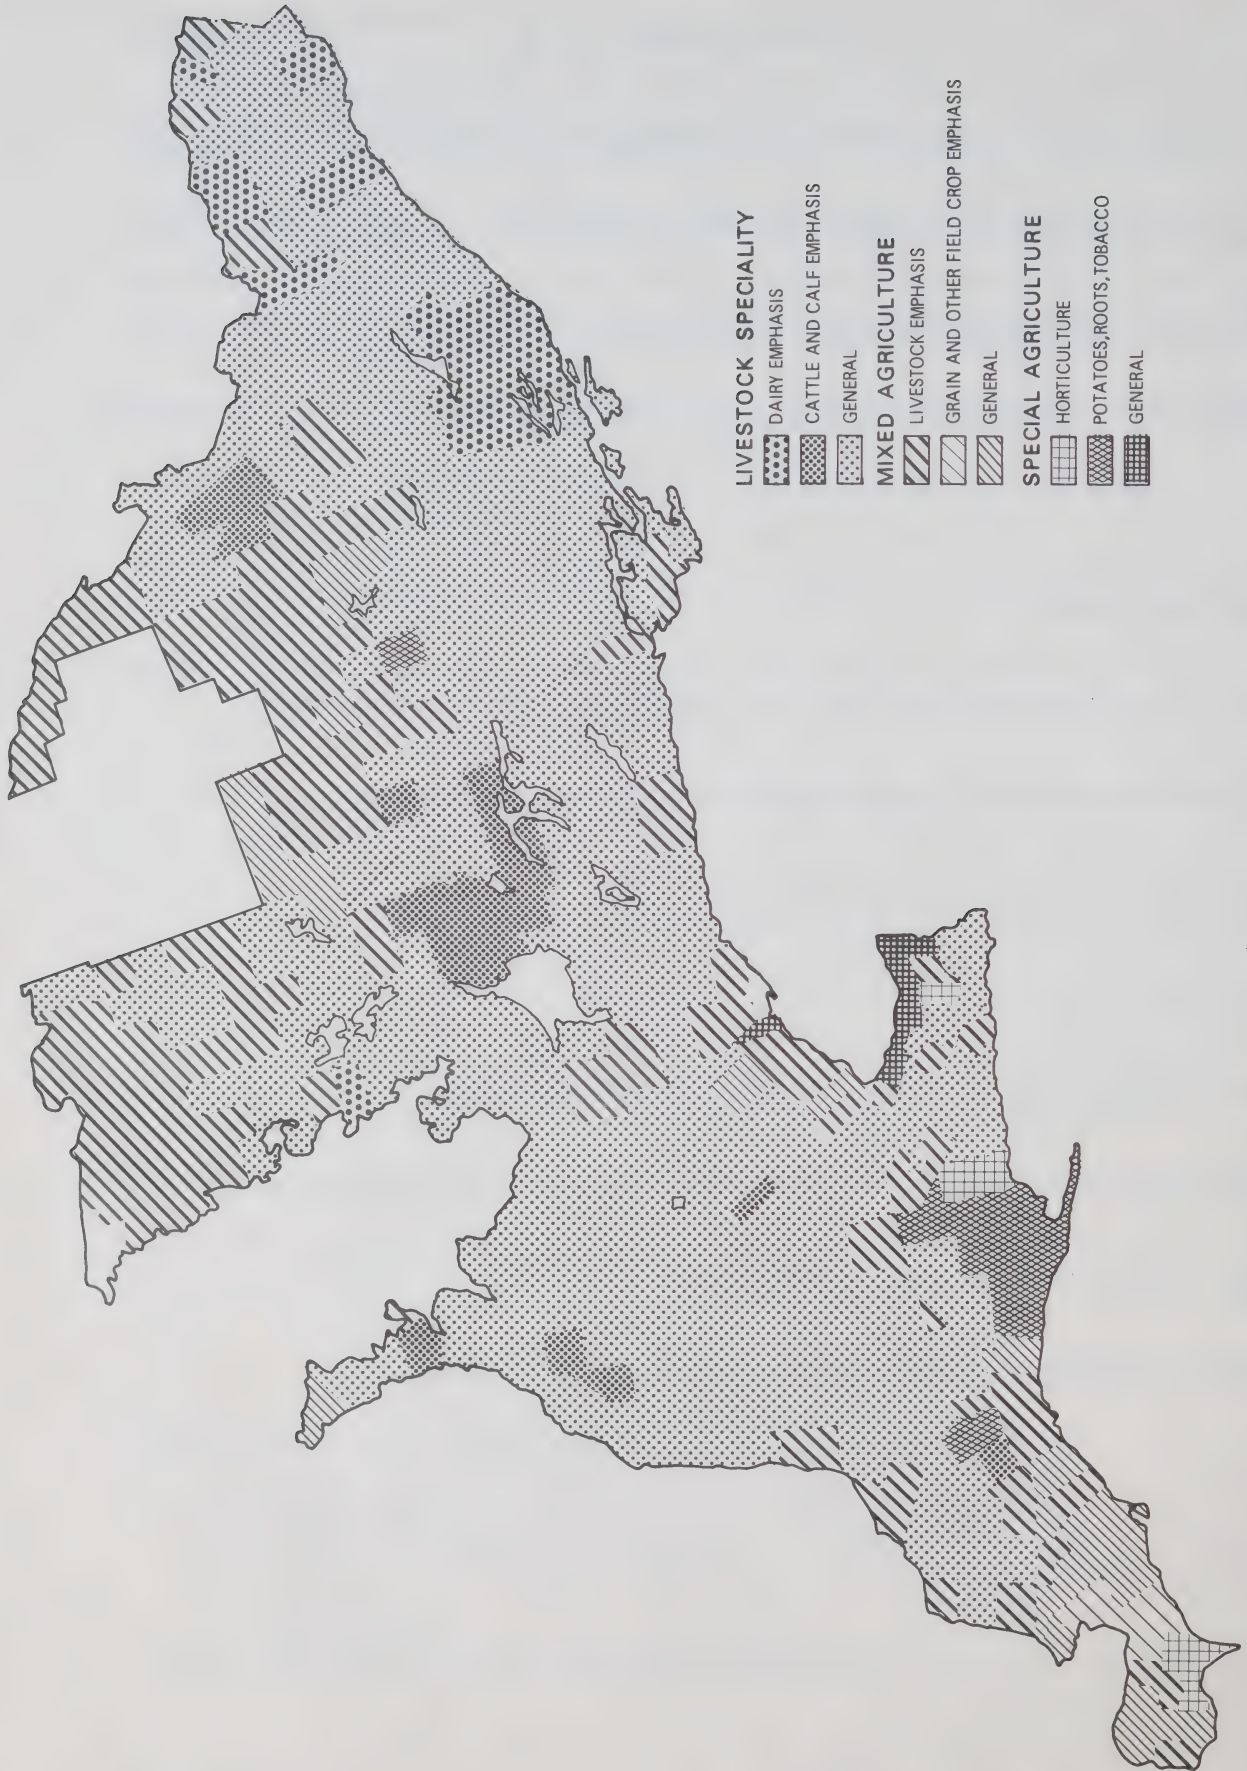 LIVESTOCK SPECIALITY
DAIRY EMPHASIS
CATTLE AND CALF EMPHASIS
GENERAL
MIXED AGRICULTURE
LIVESTOCK EMPHASIS
GRAIN AND OTHER FIELD CROP EMPHASIS
GENERAL
SPECIAL AGRICULTURE
HORTICULTURE
POTATOES,ROOTS,TOBACCO
GENERAL